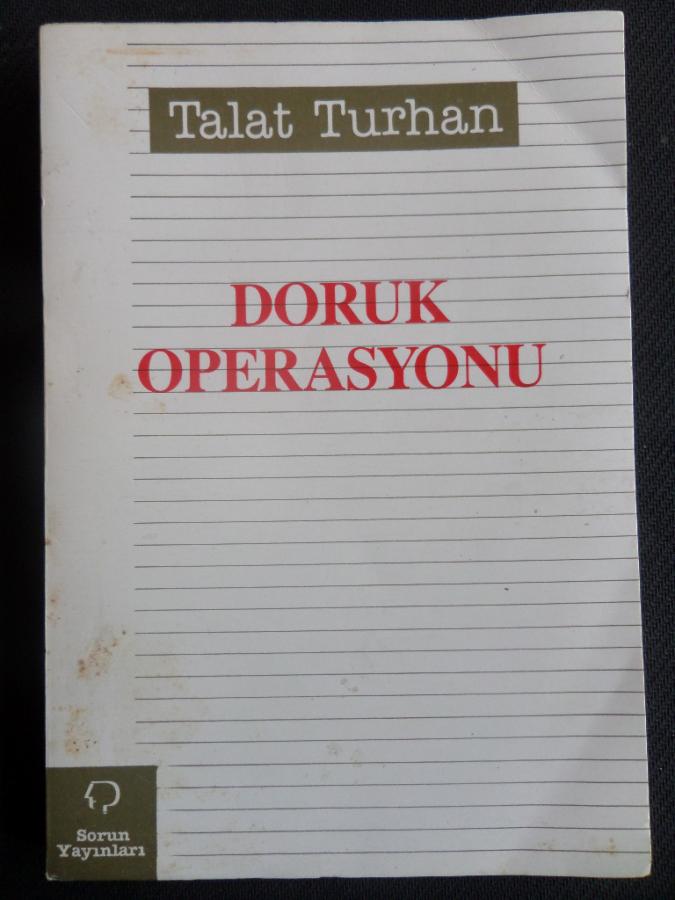 Talat Turhan
DORUK
OPERASYONU
Sorun
Yayınları